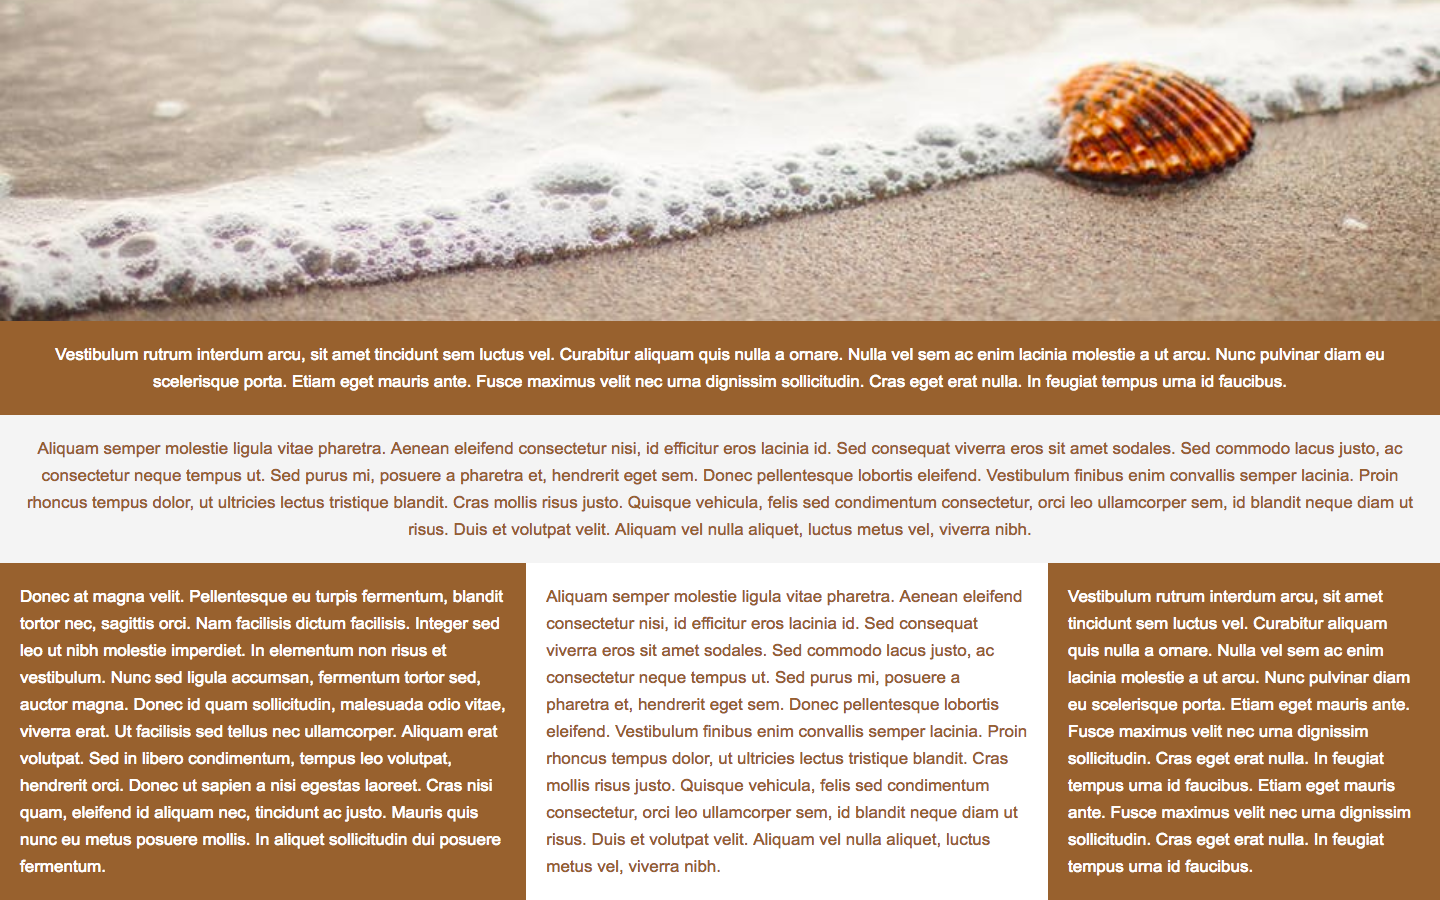 Vestibulum rutrum interdum arcu, sit amet tincidunt sem luctus vel. Curabitur aliquam quis nulla a ornare. Nulla vel sem ac enim lacinia molestie a ut arcu. Nunc pulvinar diam eu
scelerisque porta. Etiam eget mauris ante. Fusce maximus velit nec urna dignissim sollicitudin. Cras eget erat nulla. In feugiat tempus urna id faucibus.
Aliquam semper molestie ligula vitae pharetra. Aenean eleifend consectetur nisi, id efficitur eros lacinia id. Sed consequat viverra eros sit amet sodales. Sed commodo lacus justo, ac
consectetur neque tempus ut. Sed purus mi, posuere a pharetra et, hendrerit eget sem. Donec pellentesque lobortis eleifend. Vestibulum finibus enim convallis semper lacinia. Proin
rhoncus tempus dolor, ut ultricies lectus tristique blandit. Cras mollis risus justo. Quisque vehicula, felis sed condimentum consectetur, orci leo ullamcorper sem, id blandit neque diam ut
risus. Duis et volutpat velit. Aliquam vel nulla aliquet, luctus metus vel, viverra nibh.
Donec at magna velit. Pellentesque eu turpis fermentum, blandit
tortor nec, sagittis orci. Nam facilisis dictum facilisis. Integer sed
leo ut nibh molestie imperdiet. In elementum non risus et
vestibulum. Nunc sed ligula accumsan, fermentum tortor sed,
auctor magna. Donec id quam sollicitudin, malesuada odio vitae,
viverra erat. Ut facilisis sed tellus nec ullamcorper. Aliquam erat
volutpat. Sed in libero condimentum, tempus leo volutpat,
hendrerit orci. Donec ut sapien a nisi egestas laoreet. Cras nisi
quam, eleifend id aliquam nec, tincidunt ac justo. Mauris quis
nunc eu metus posuere mollis. In aliquet sollicitudin dui posuere
fermentum.
Aliquam semper molestie ligula vitae pharetra. Aenean eleifend
consectetur nisi, id efficitur eros lacinia id. Sed consequat
viverra eros sit amet sodales. Sed commodo lacus justo, ac
consectetur neque tempus ut. Sed purus mi, posuere a
pharetra et, hendrerit eget sem. Donec pellentesque lobortis
eleifend. Vestibulum finibus enim convallis semper lacinia. Proin
rhoncus tempus dolor, ut ultricies lectus tristique blandit. Cras
mollis risus justo. Quisque vehicula, felis sed condimentum
consectetur, orci leo ullamcorper sem, id blandit neque diam ut
risus. Duis et volutpat velit. Aliquam vel nulla aliquet, luctus
metus vel, viverra nibh.
Vestibulum rutrum interdum arcu, sit amet
tincidunt sem luctus vel. Curabitur aliquam
quis nulla a ornare. Nulla vel sem ac enim
lacinia molestie a ut arcu. Nunc pulvinar diam
eu scelerisque porta. Etiam eget mauris ante.
Fusce maximus velit nec urna dignissim
sollicitudin. Cras eget erat nulla. In feugiat
tempus urna id faucibus. Etiam eget mauris
ante. Fusce maximus velit nec urna dignissim
sollicitudin. Cras eget erat nulla. In feugiat
tempus urna id faucibus.